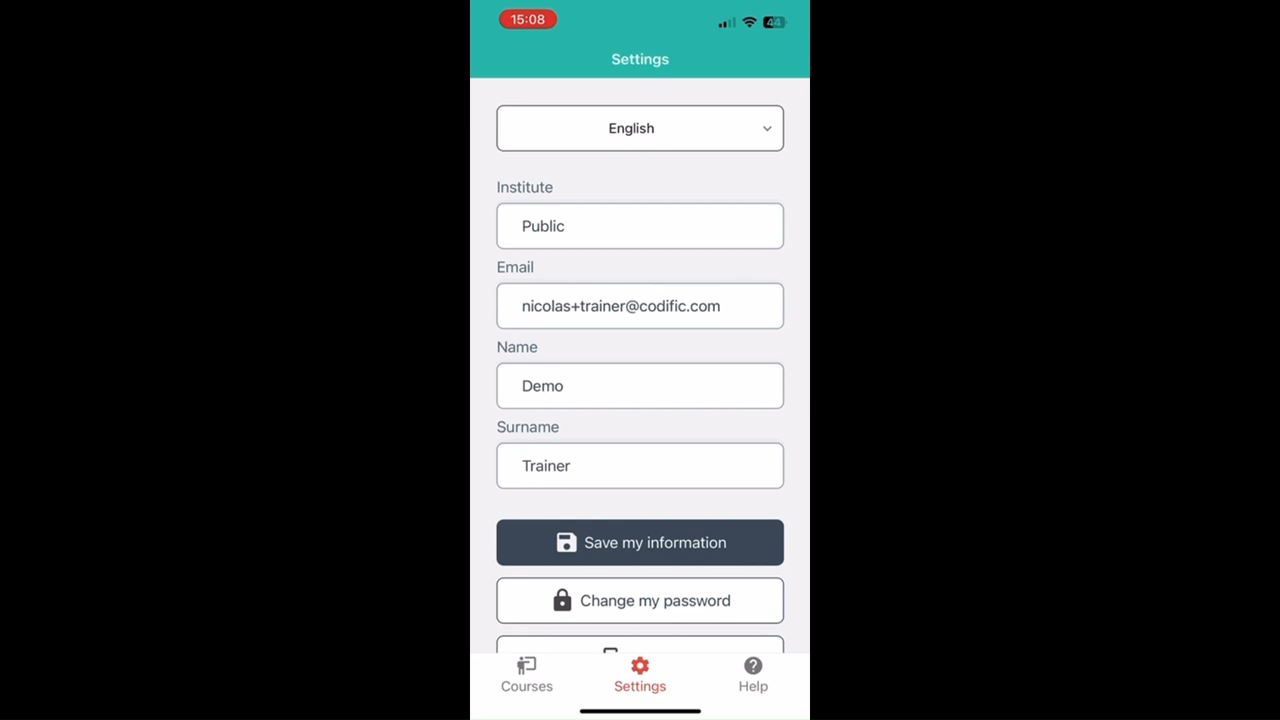 15:08
44
Settings
English
Institute
Public
Email
nicolas+trainer@codific.com
Name
Demo
Surname
Trainer
Save my information
Change my password
Courses
Settings
Help